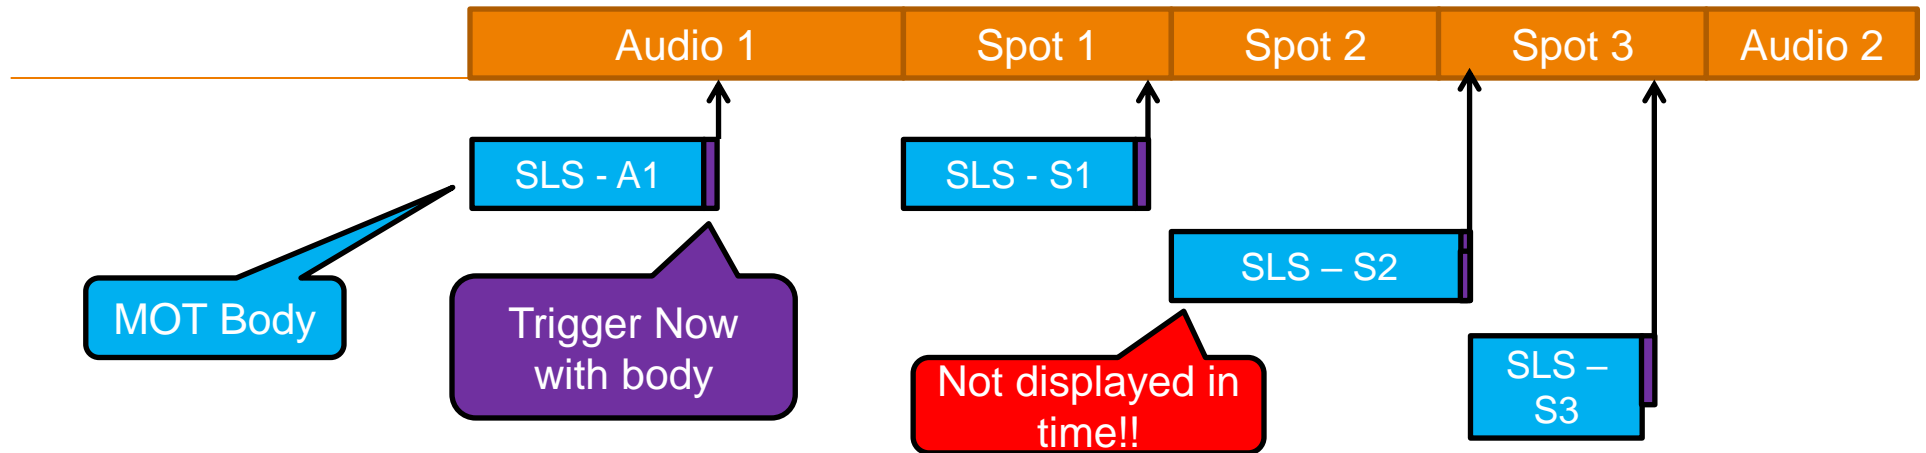 Audio 1
Spot 1
Spot 2
Spot 3
Audio 2
SLS - A1
SLS - S1
SLS – S2
MOT Body
Trigger Now
with body
Not displayed in
time!!
SLS –
S3